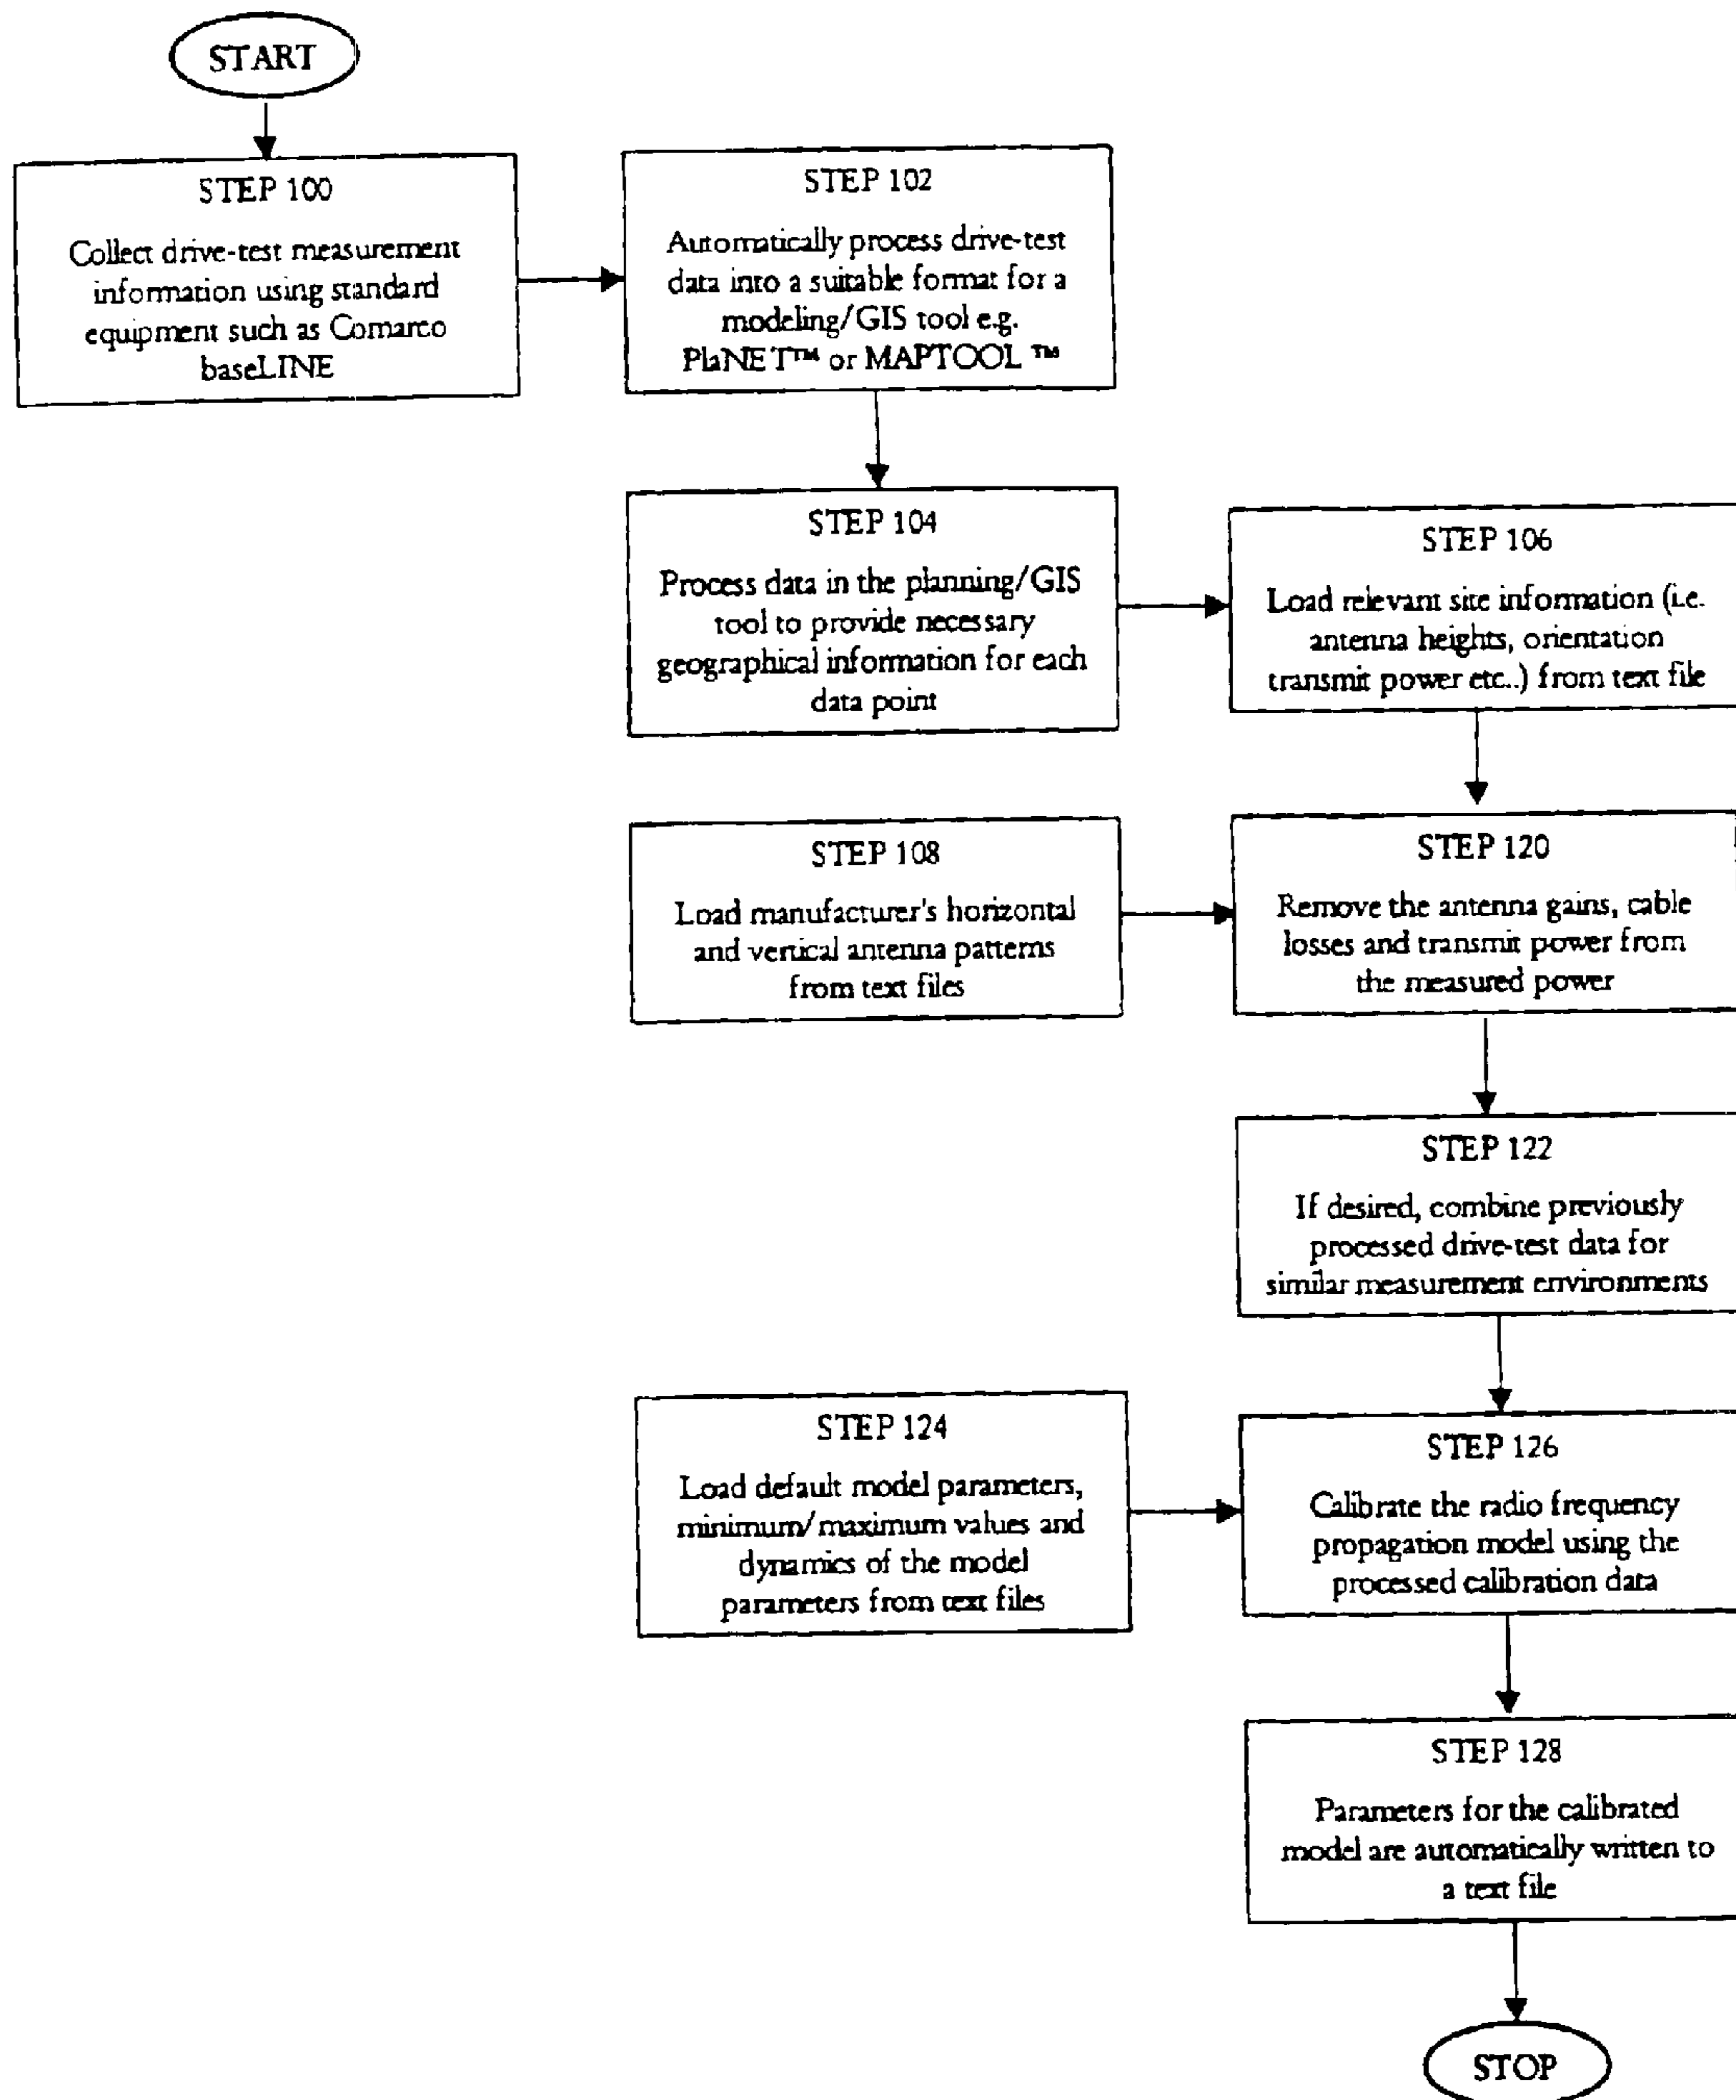 START
STEP 100
Collect drive-test measurement
information using standard
equipment such as Comarco
baseLINE
STEP 102
Automatically process drive-test
data into a suitable format for a
modeling/GIS tool e.g.
PlaNET™ or MAPTOOL ™
STEP 104
Process data in the planning/GIS
tool to provide necessary
geographical information for each
data point
STEP 106
Load relevant site information (i.e.
antenna heights, orientation
transmit power etc..) from text file
STEP 108
Load manufacturer's horizontal
and vertical antenna patterns
from text files
STEP 120
Remove the antenna gains, cable
losses and transmit power from
the measured power
STEP 122
If desired, combine previously
processed drive-test data for
similar measurement environments
STEP 124
Load default model parameters,
minimum/maximum values and
dynamics of the model
parameters from text files
STEP 126
Calibrate the radio frequency
propagation model using the
processed calibration data
STEP 128
Parameters for the calibrated
model are automatically written to
a text file
STOP